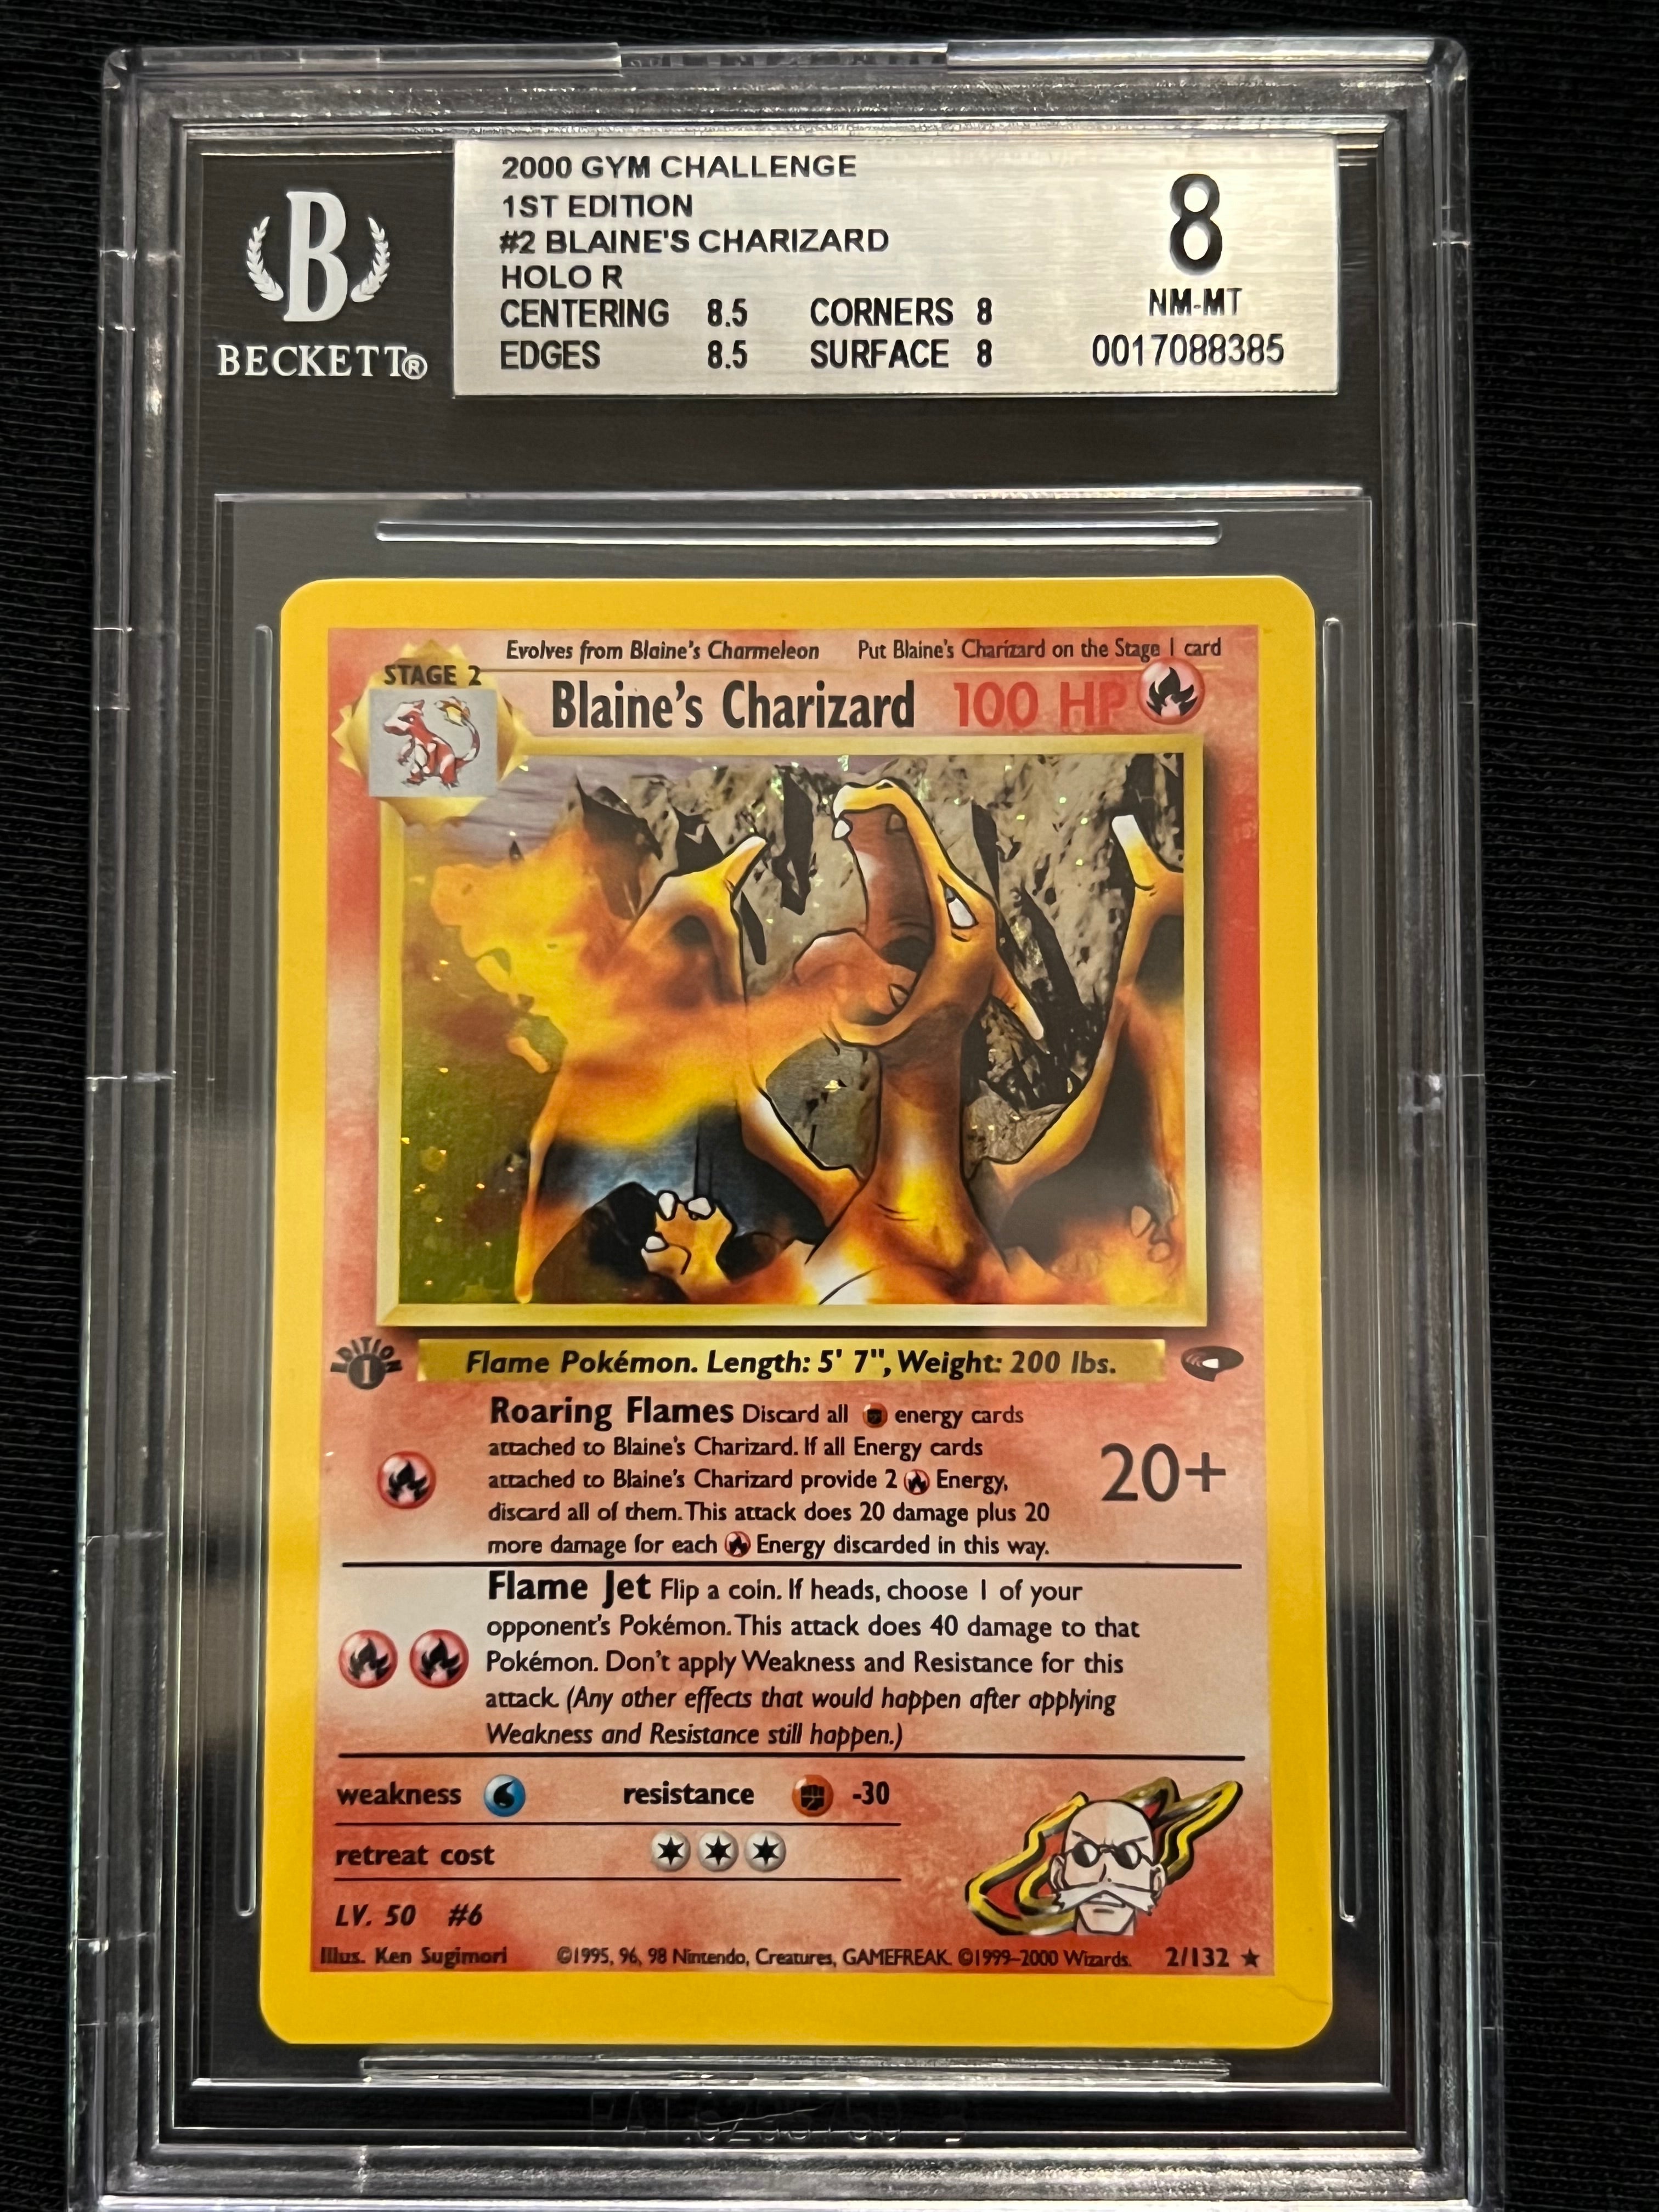 2000 GYM CHALLENGE
1ST EDITION
#2 BLAINE'S CHARIZARD
HOLO R
CENTERING 8.5 CORNERS 8
EDGES 8.5 SURFACE 8
8
NM-MT
0017088385
B
BECKETT®
Evolves from Blaine's Charmeleon Put Blaine's Charizard on the Stage 1 card
STAGE 2
Blaine's Charizard 100 HP
EDITION
1
Flame Pokémon. Length: 5' 7", Weight: 200 lbs.
Roaring Flames Discard all energy cards
attached to Blaine's Charizard. If all Energy cards
attached to Blaine's Charizard provide 2 Energy,
discard all of them. This attack does 20 damage plus 20
more damage for each Energy discarded in this way.
20+
Flame Jet Flip a coin. If heads, choose 1 of your
opponent's Pokémon. This attack does 40 damage to that
Pokémon. Don't apply Weakness and Resistance for this
attack. (Any other effects that would happen after applying
Weakness and Resistance still happen.)
weakness resistance -30
retreat cost
LV. 50 #6
Illus. Ken Sugimori ©1995, 96, 98 Nintendo, Creatures, GAMEFREAK. ©1999–2000 Wizards. 2/132 ★